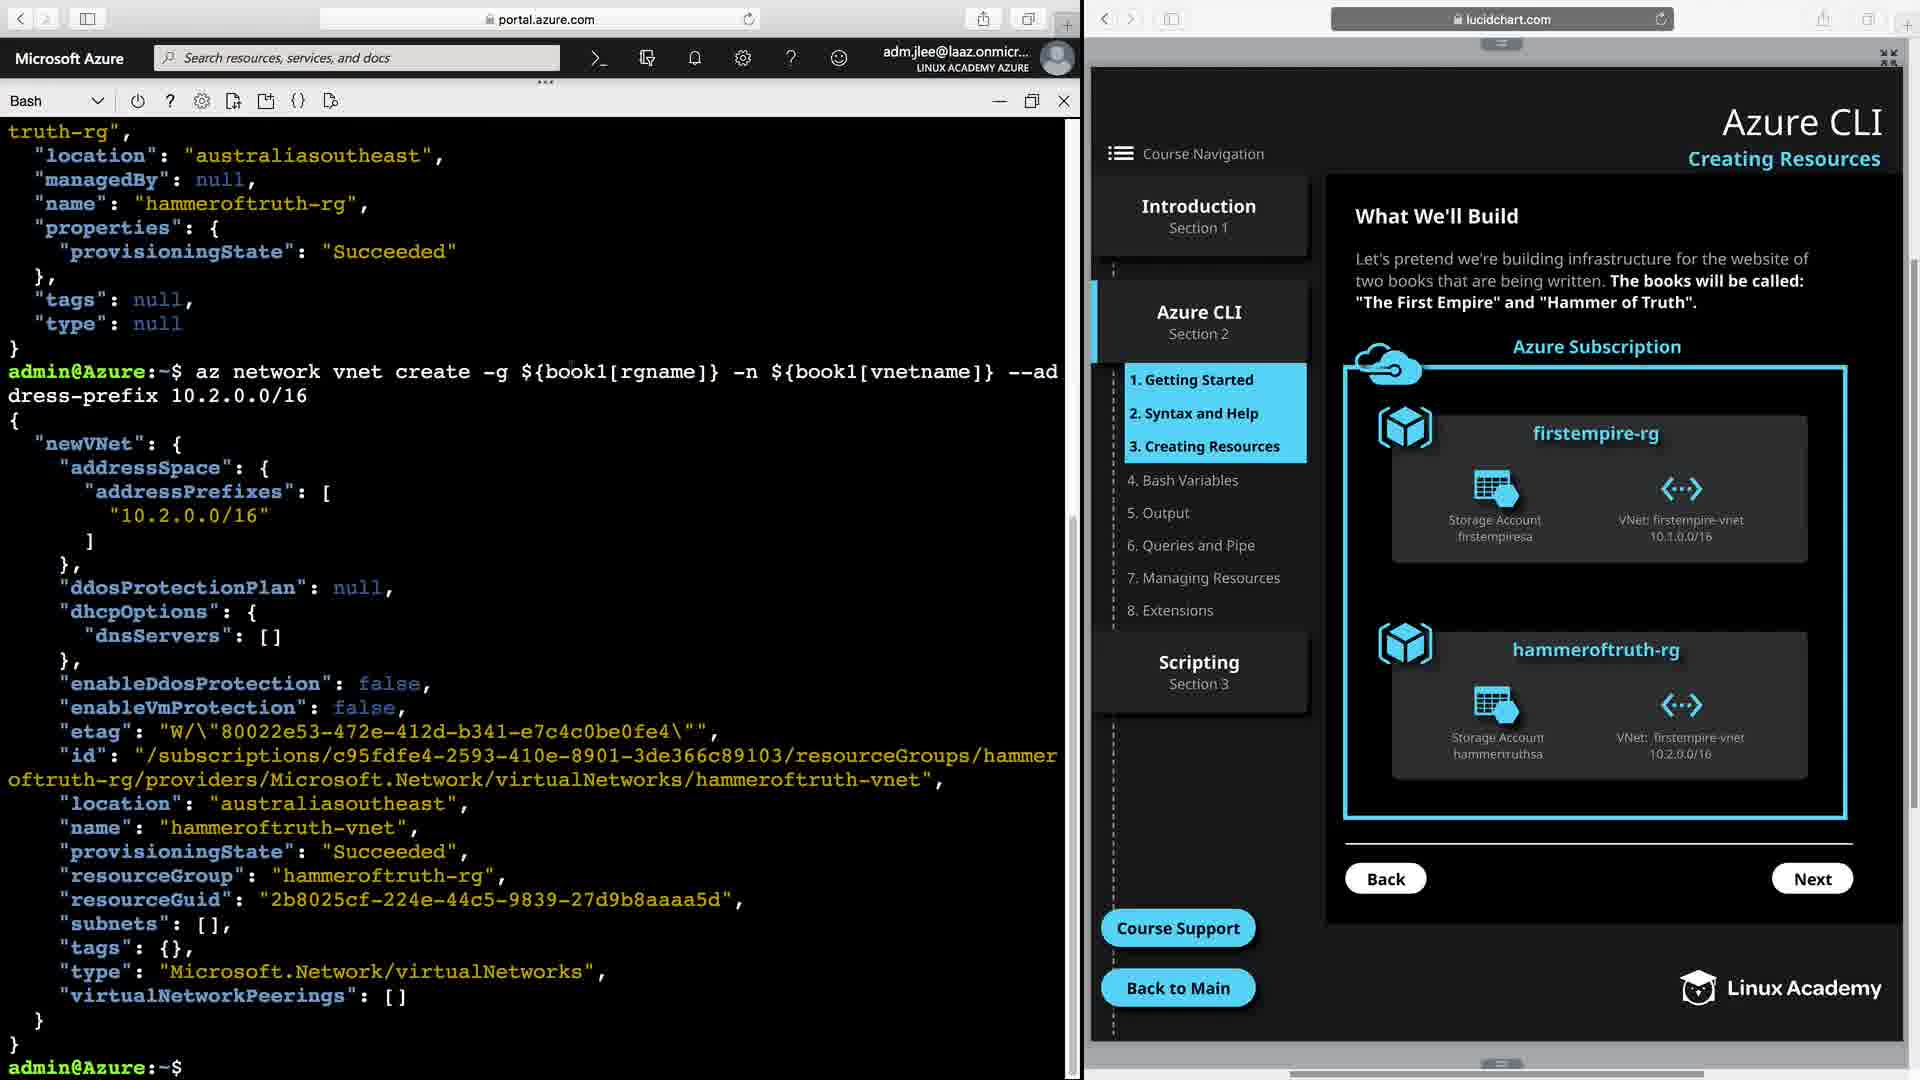 portal.azure.com
Microsoft Azure
Search resources, services, and docs
adm.jlee@laaz.onmicr...
LINUX ACADEMY AZURE
Bash
truth-rg",
"location": "australiasoutheast",
"managedBy": null,
"name": "hammeroftruth-rg",
"properties": {
"provisioningState": "Succeeded"
},
"tags": null,
"type": null
}
admin@Azure:~$ az network vnet create -g ${book1[rgname]} -n ${book1[vnetname]} --ad
dress-prefix 10.2.0.0/16
{
"newVNet": {
"addressSpace": {
"addressPrefixes": [
"10.2.0.0/16"
]
},
"ddosProtectionPlan": null,
"dhcpOptions": {
"dnsServers": []
},
"enableDdosProtection": false,
"enableVmProtection": false,
"etag": "W/\"80022e53-472e-412d-b341-e7c4c0be0fe4\"",
"id": "/subscriptions/c95fdfe4-2593-410e-8901-3de366c89103/resourceGroups/hammer
oftruth-rg/providers/Microsoft.Network/virtualNetworks/hammeroftruth-vnet",
"location": "australiasoutheast",
"name": "hammeroftruth-vnet",
"provisioningState": "Succeeded",
"resourceGroup": "hammeroftruth-rg",
"resourceGuid": "2b8025cf-224e-44c5-9839-27d9b8aaaa5d",
"subnets": [],
"tags": {},
"type": "Microsoft.Network/virtualNetworks",
"virtualNetworkPeerings": []
}
}
admin@Azure:~$
lucidchart.com
Azure CLI
Creating Resources
Course Navigation
Introduction
Section 1
Azure CLI
Section 2
1. Getting Started
2. Syntax and Help
3. Creating Resources
4. Bash Variables
5. Output
6. Queries and Pipe
7. Managing Resources
8. Extensions
Scripting
Section 3
Course Support
Back to Main
What We'll Build
Let's pretend we're building infrastructure for the website of
two books that are being written. The books will be called:
"The First Empire" and "Hammer of Truth".
Azure Subscription
firstempire-rg
Storage Account
firstempiresa
VNet: firstempire-vnet
10.1.0.0/16
hammeroftruth-rg
Storage Account
hammerrruthsa
VNet: firstempire-vnet
10.2.0.0/16
Back
Next
Linux Academy